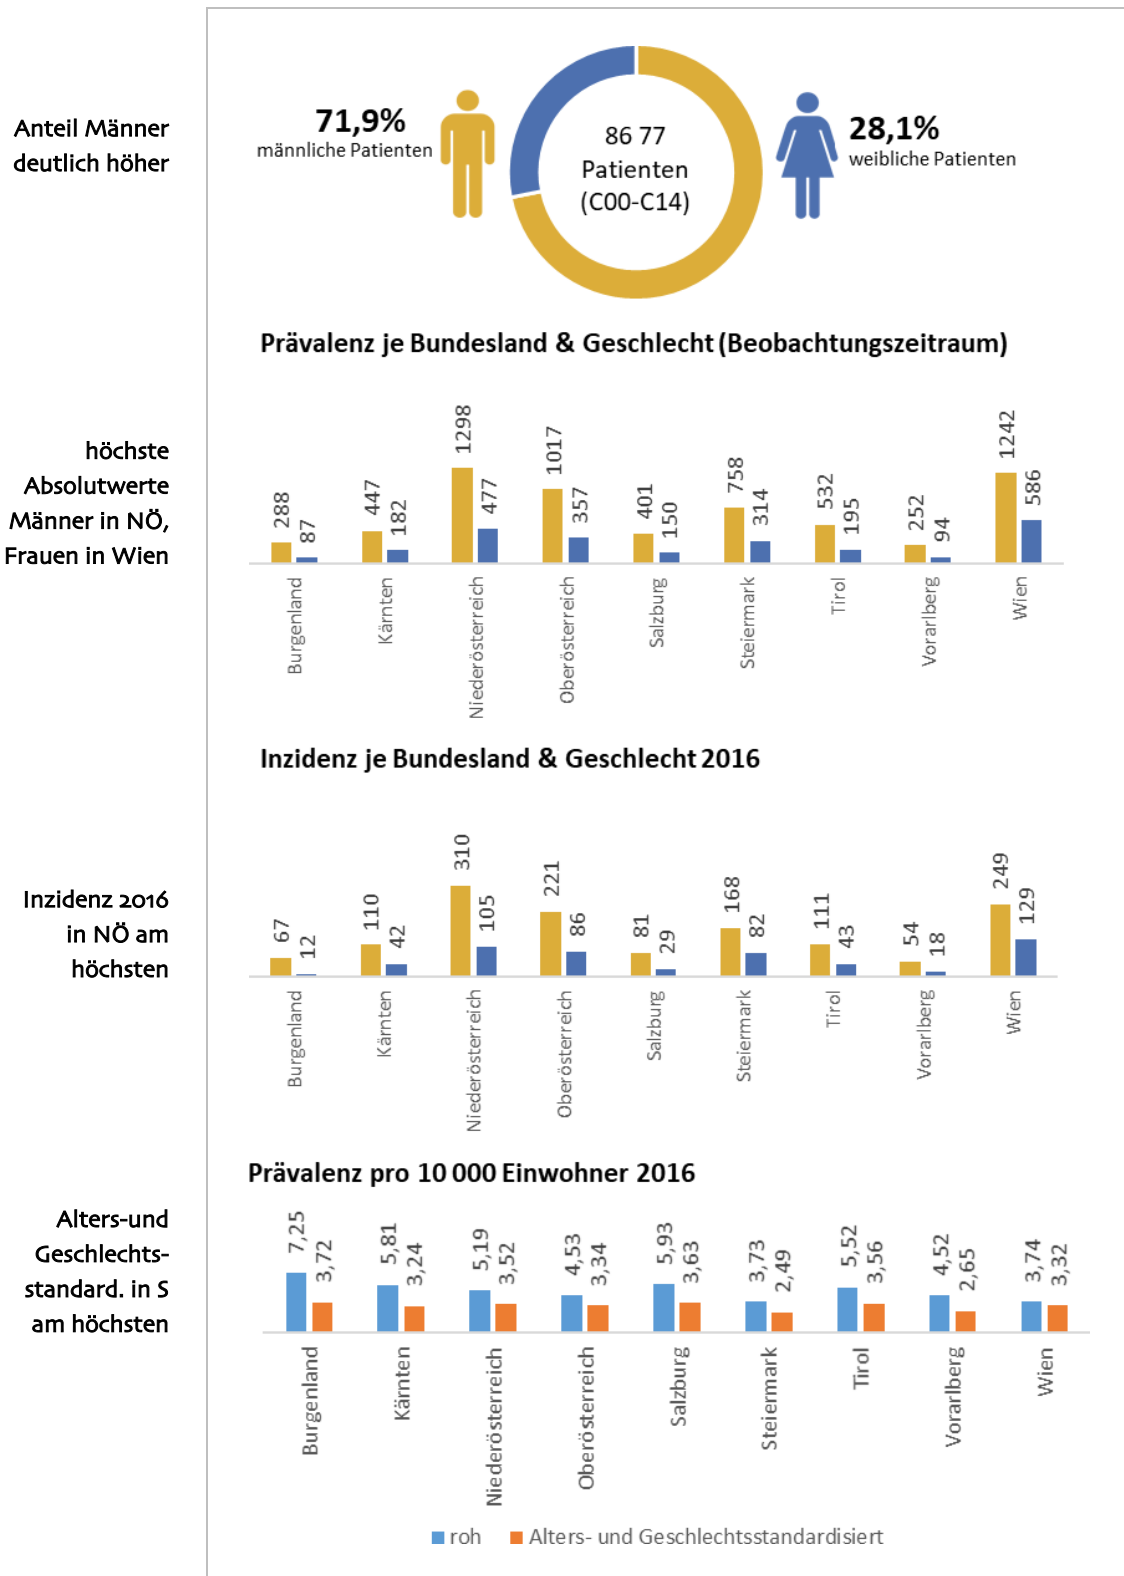 Anteil Männer
deutlich höher
71,9%
männliche Patienten
86 77
Patienten
(C00-C14)
28,1%
weibliche Patienten
Prävalenz je Bundesland & Geschlecht (Beobachtungszeitraum)
höchste
Absolutwerte
Männer in NÖ,
Frauen in Wien
288 87 447 182 1298 477 1017 357 401 150 758 314 532 195 252 94 1242 586
Burgenland Kärnten Niederösterreich Oberösterreich Salzburg Steiermark Tirol Vorarlberg Wien
Inzidenz je Bundesland & Geschlecht 2016
Inzidenz 2016
in NÖ am
höchsten
67 12 110 42 310 105 221 86 81 29 168 82 111 43 54 18 249 129
Burgenland Kärnten Niederösterreich Oberösterreich Salzburg Steiermark Tirol Vorarlberg Wien
Prävalenz pro 10 000 Einwohner 2016
Alters-und
Geschlechts-
standard. in S
am höchsten
7,25 3,72 5,81 3,24 5,19 3,52 4,53 3,34 5,93 3,63 3,73 2,49 5,52 3,56 4,52 2,65 3,74 3,32
Burgenland Kärnten Niederösterreich Oberösterreich Salzburg Steiermark Tirol Vorarlberg Wien
roh Alters- und Geschlechtsstandardisiert